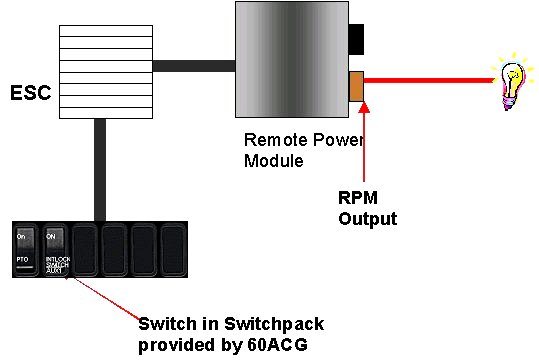 ESC
Remote Power
Module
RPM
Output
On
PTO
ON
INTLOCK
SWITCH
AUX1
Switch in Switchpack
provided by 60ACG